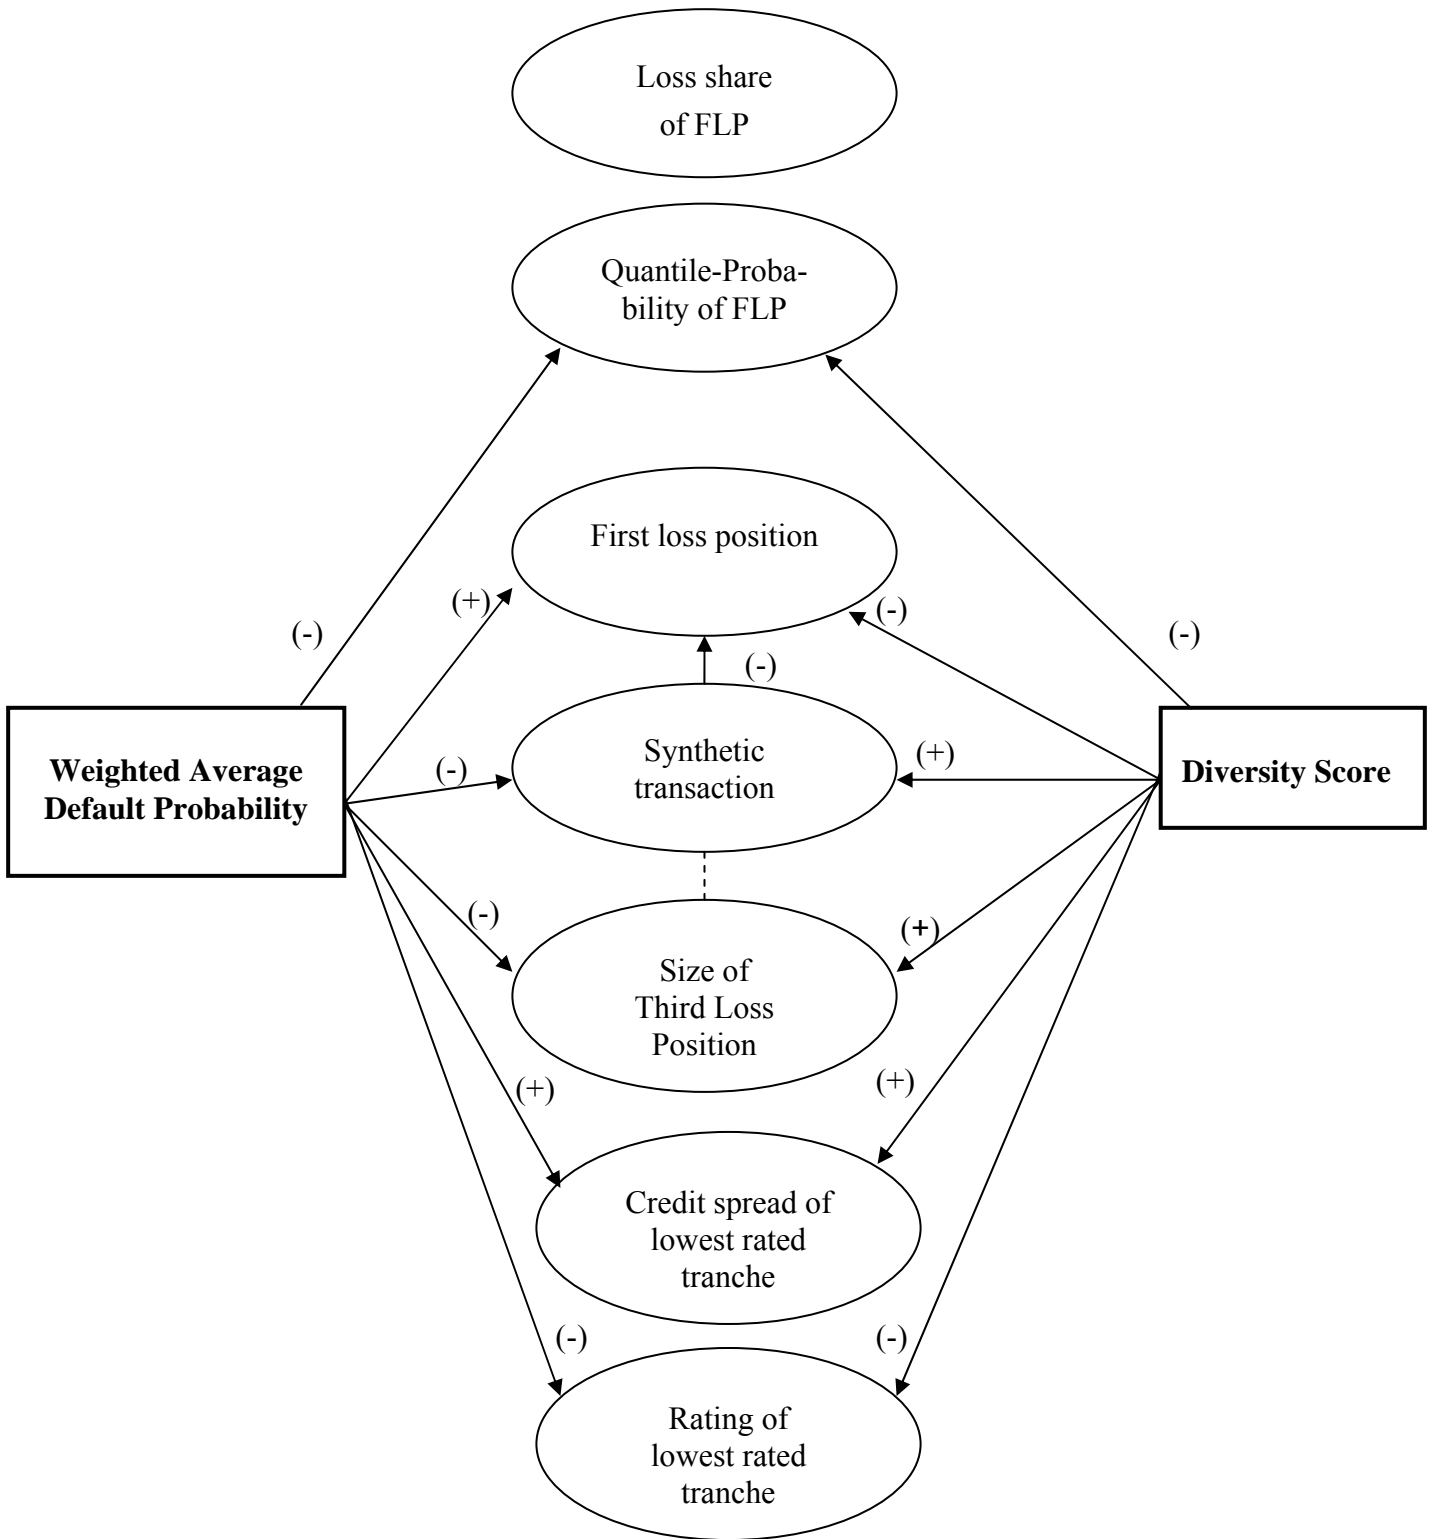 Loss share
of FLP
Quantile-Proba-
bility of FLP
First loss position
(+)
(-)
(-)
(-)
(-)
Weighted Average
Default Probability
(-)
Synthetic
transaction
(+)
Diversity Score
(-)
Size of
Third Loss
Position
(+)
(+)
(+)
Credit spread of
lowest rated
tranche
(-)
(-)
Rating of
lowest rated
tranche